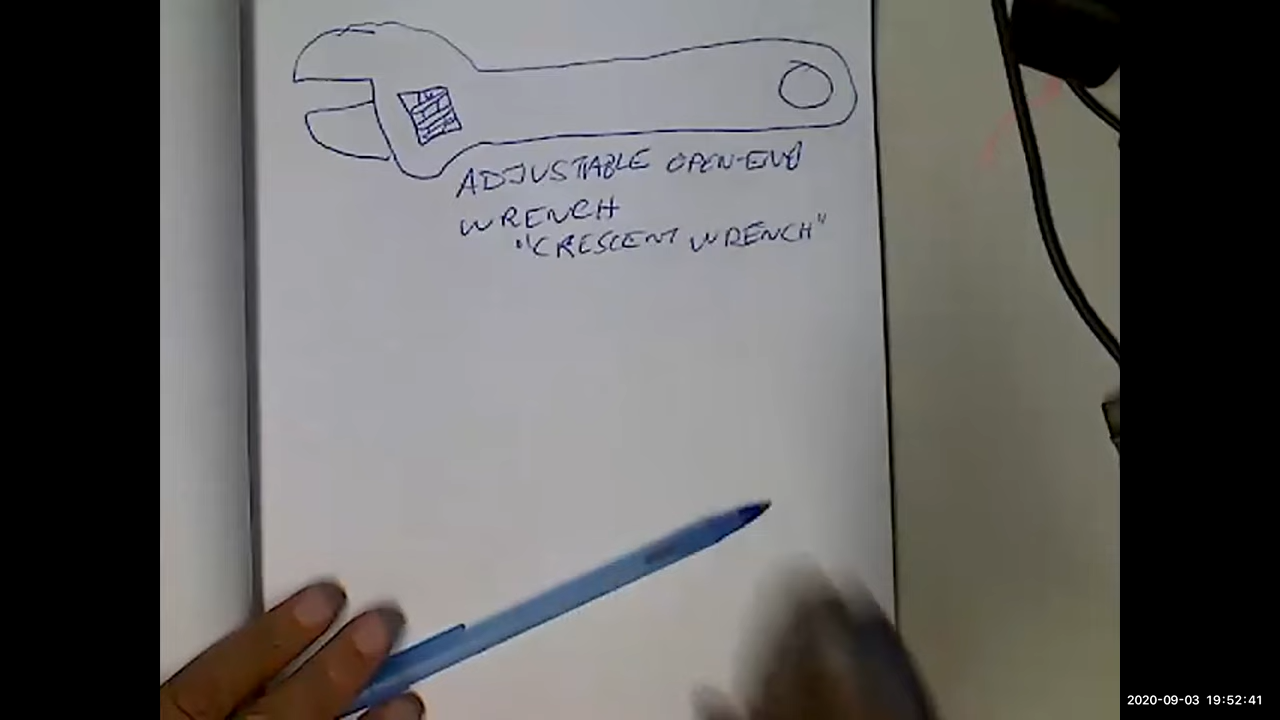 ADJUSTABLE OPEN-END
WRENCH
"CRESCENT WRENCH"
2020-09-03 19:52:41